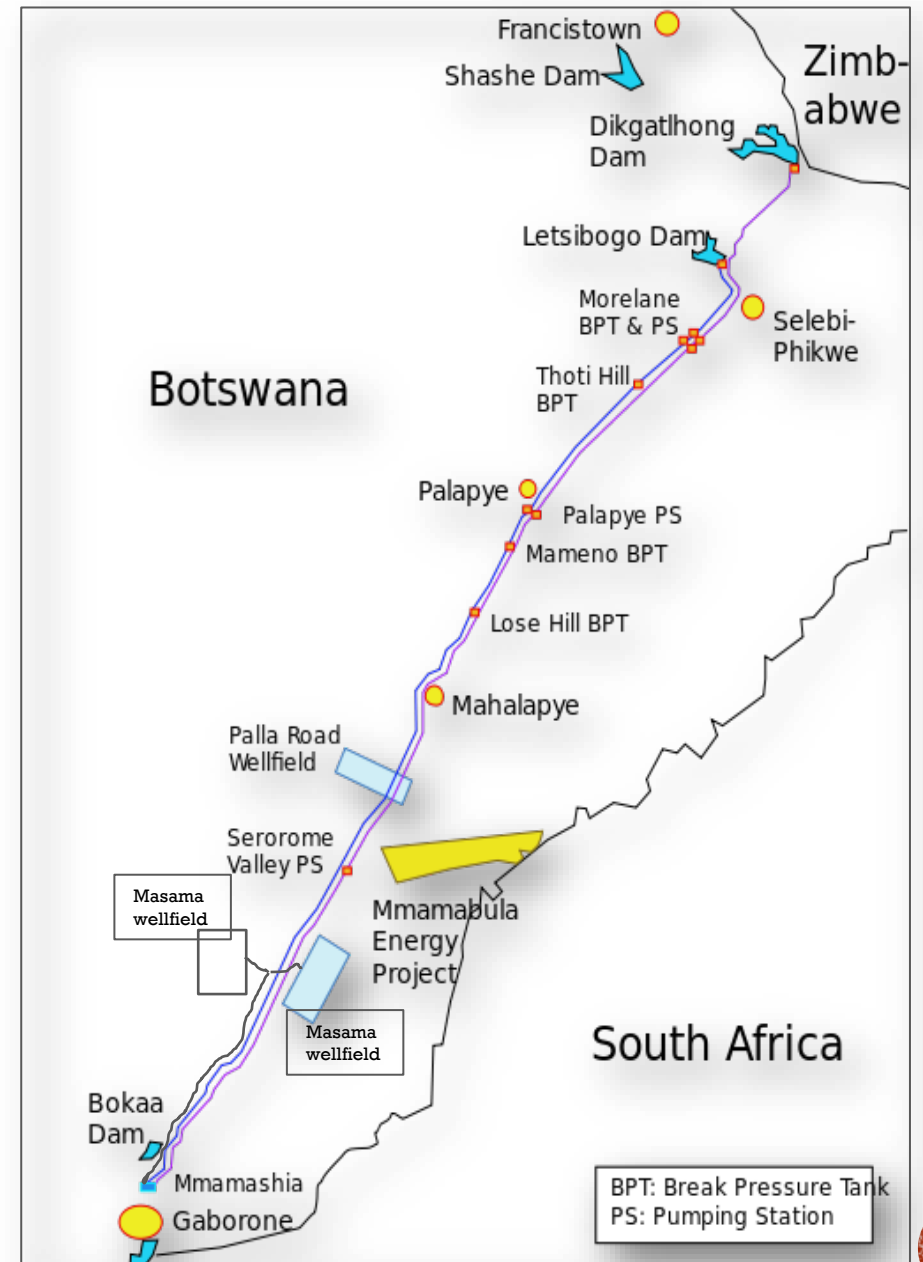 Francistown
Shashe Dam
Zimb-
abwe
Dikgatlhong
Dam
Letsibogo Dam
Morelane
BPT & PS
Selebi-
Phikwe
Thoti Hill
BPT
Botswana
Palapye
Palapye PS
Mameno BPT
Lose Hill BPT
Mahalapye
Palla Road
Wellfield
Serorome
Valley PS
Masama
wellfield
Mmamabula
Energy
Project
Masama
wellfield
South Africa
Bokaa
Dam
Mmamashia
Gaborone
BPT: Break Pressure Tank
PS: Pumping Station